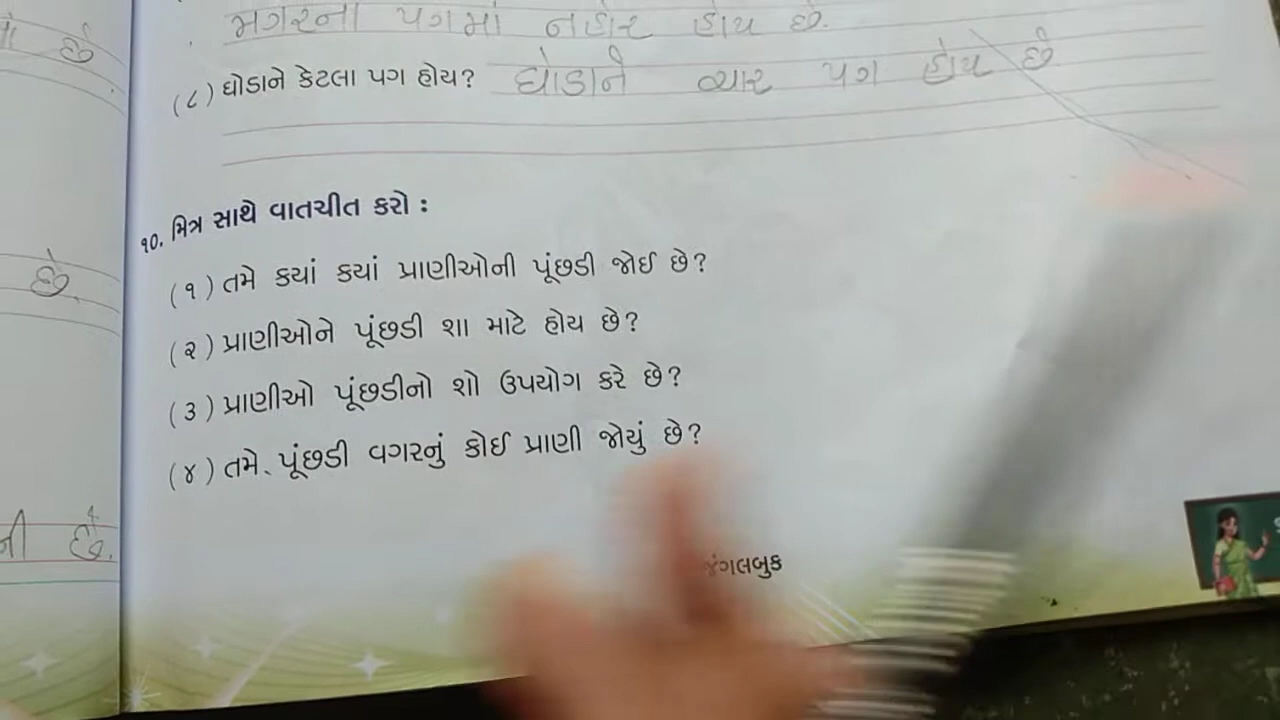 છે
મગરના પગમાં નહોર હોય છે.
(૮) ઘોડાને કેટલા પગ હોય? ઘોડાને ચાર પગ હોય છે
૧૦. મિત્ર સાથે વાતચીત કરો :
છે.
(૧) તમે કયાં કયાં પ્રાણીઓની પૂંછડી જોઈ છે?
(૨) પ્રાણીઓને પૂંછડી શા માટે હોય છે?
(૩) પ્રાણીઓ પૂંછડીનો શો ઉપયોગ કરે છે?
(૪) તમે પૂંછડી વગરનું કોઈ પ્રાણી જોયું છે?
છે.
જંગલબુક